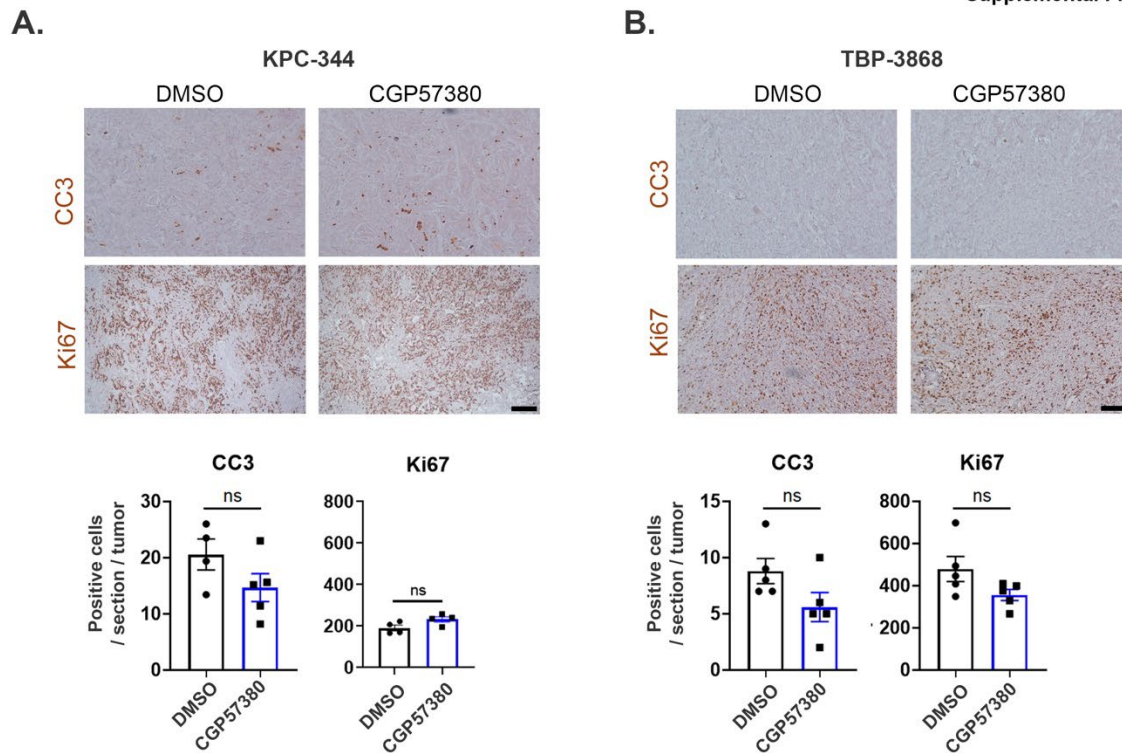 A.
KPC-344
DMSO CGP57380
CC3
Ki67
CC3
Ki67
Positive cells
/ section / tumor
30
20
10
0
ns
DMSO
CGP57380
800
600
400
200
0
ns
DMSO
CGP57380
B.
TBP-3868
DMSO CGP57380
CC3
Ki67
CC3
Ki67
Positive cells
/ section / tumor
15
10
5
0
ns
DMSO
CGP57380
800
600
400
200
0
ns
DMSO
CGP57380